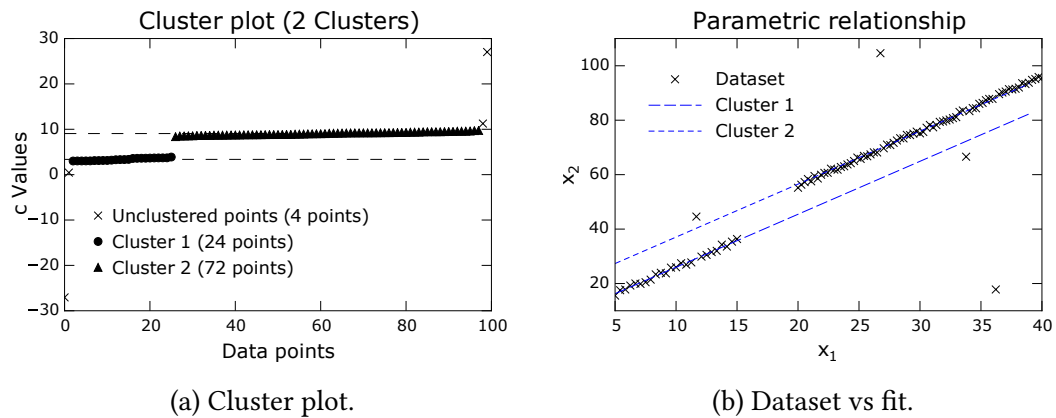 Cluster plot (2 Clusters)
30
20
10
0
−10
−20
−30
c Values
Unclustered points (4 points)
Cluster 1 (24 points)
Cluster 2 (72 points)
0 20 40 60 80 100
Data points
(a) Cluster plot.
Parametric relationship
100
80
60
40
20
x_2
Dataset
Cluster 1
Cluster 2
5 10 15 20 25 30 35 40
x_1
(b) Dataset vs fit.